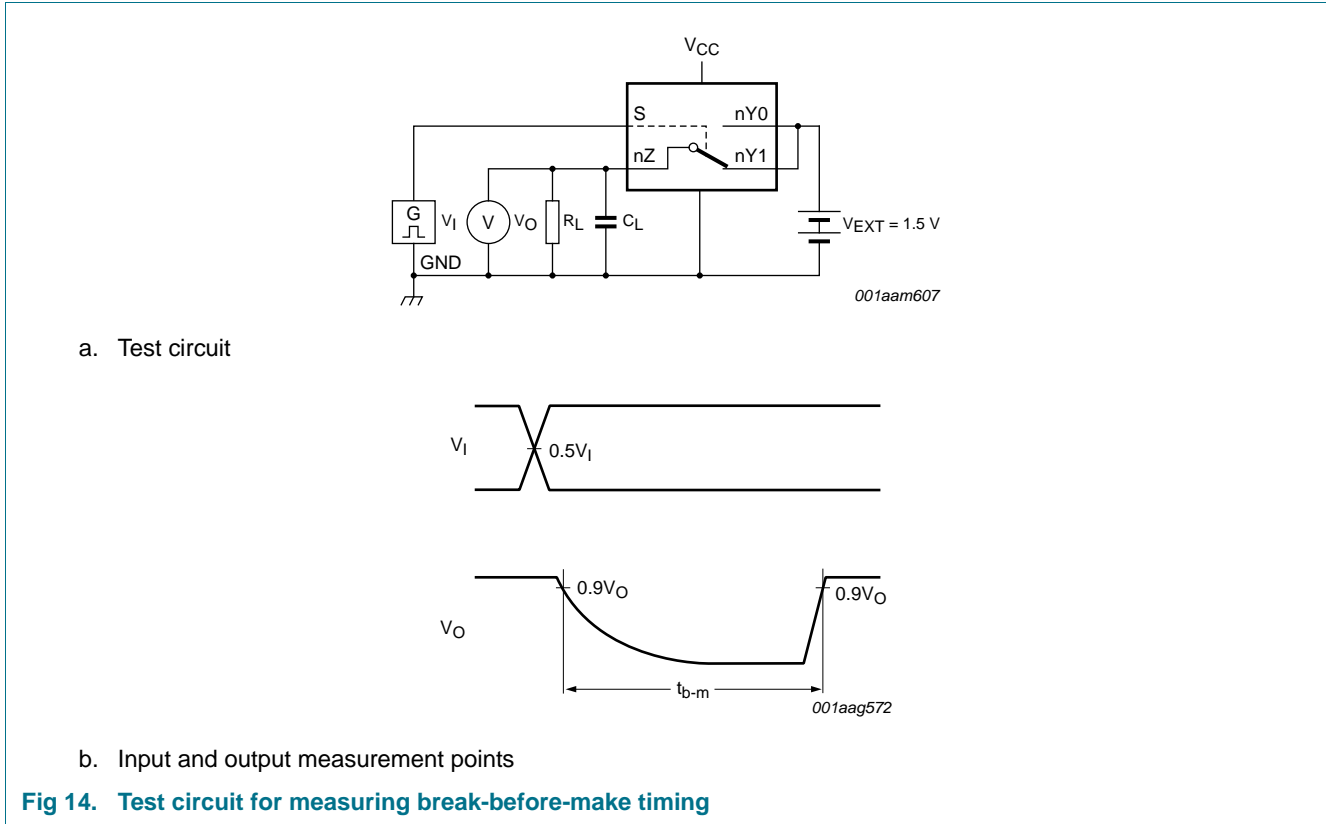 VCC
S
nY0
nZ
nY1
G
VI
V
VO
RL
CL
VEXT = 1.5 V
GND
001aam607
a. Test circuit
VI
0.5VI
0.9VO
0.9VO
VO
tb-m
001aag572
b. Input and output measurement points
Fig 14. Test circuit for measuring break-before-make timing